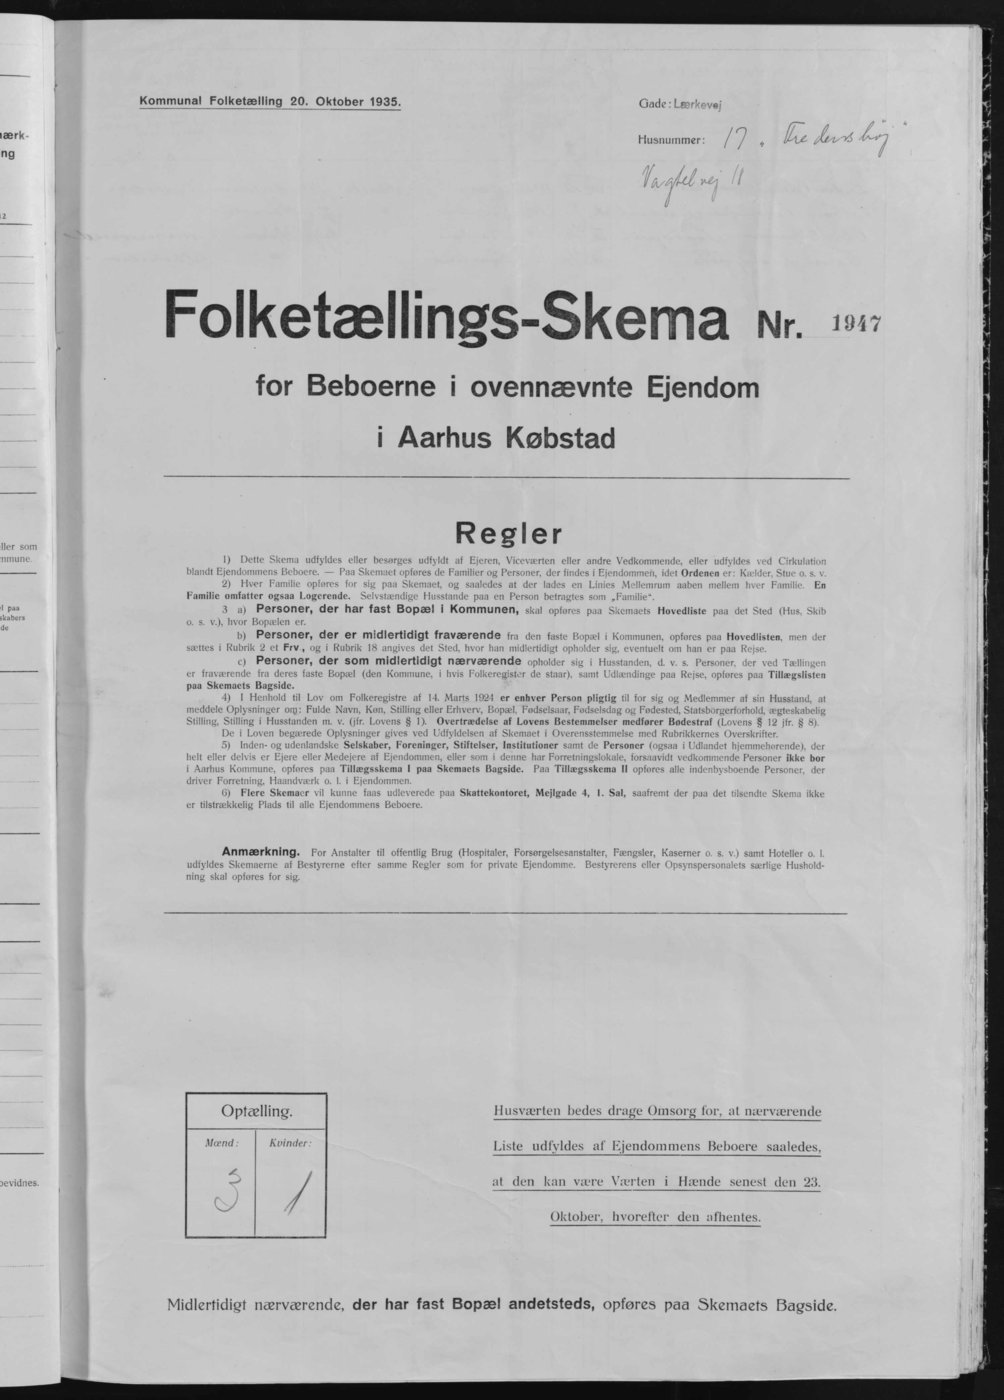 Kommunal Folketælling 20. Oktober 1935.
Gade: Lærkevej
Husnummer: 17 „Fredenshøj“
Vagtelvej 11
Folketællings-Skema Nr. 1947
for Beboerne i ovennævnte Ejendom
i Aarhus Købstad
Regler
1) Dette Skema udfyldes eller besørges udfyldt af Ejeren, Viceværten eller andre Vedkommende, eller udfyldes ved Cirkulation
blandt Ejendommens Beboere. — Paa Skemaet opføres de Familier og Personer, der findes i Ejendommen, idet Ordenen er: Kælder, Stue o. s. v.
2) Hver Familie opføres for sig paa Skemaet, og saaledes at der lades en Linies Mellemrum aaben mellem hver Familie. En
Familie omfatter ogsaa Logerende. Selvstændige Husstande paa en Person betragtes som „Familie“.
3 a) Personer, der har fast Bopæl i Kommunen, skal opføres paa Skemaets Hovedliste paa det Sted (Hus, Skib
o. s. v.), hvor Bopælen er.
b) Personer, der er midlertidigt fraværende fra den faste Bopæl i Kommunen, opføres paa Hovedlisten, men der
sættes i Rubrik 2 et Frv., og i Rubrik 18 angives det Sted, hvor han midlertidigt opholder sig, eventuelt om han er paa Rejse.
c) Personer, der som midlertidigt nærværende opholder sig i Husstanden, d. v. s. Personer, der ved Tællingen
er fraværende fra deres faste Bopæl (den Kommune, i hvis Folkeregister de staar), samt Udlændinge paa Rejse, opføres paa Tillægslisten
paa Skemaets Bagside.
4) I Henhold til Lov om Folkeregistre af 14. Marts 1924 er enhver Person pligtig til for sig og Medlemmer af sin Husstand, at
meddele Oplysninger om: Fulde Navn, Køn, Stilling eller Erhverv, Bopæl, Fødselsaar, Fødselsdag og Fødested, Statsborgerforhold, ægteskabelig
Stilling, Stilling i Husstanden m. v. (jfr. Lovens § 1). Overtrædelse af Lovens Bestemmelser medfører Bødestraf (Lovens § 12 jfr. § 8).
De i Loven begærede Oplysninger gives ved Udfyldelsen af Skemaet i Overensstemmelse med Rubrikkernes Overskrifter.
5) Inden- og udenlandske Selskaber, Foreninger, Stiftelser, Institutioner samt de Personer (ogsaa i Udlandet hjemmehørende), der
helt eller delvis er Ejere eller Medejere af Ejendommen, eller som i denne har Forretningslokale, forsaavidt vedkommende Personer ikke bor
i Aarhus Kommune, opføres paa Tillægsskema I paa Skemaets Bagside. Paa Tillægsskema II opføres alle indenbysboende Personer, der
driver Forretning, Haandværk o. l. i Ejendommen.
6) Flere Skemaer vil kunne faas udleverede paa Skattekontoret, Mejlgade 4, 1. Sal, saafremt der paa det tilsendte Skema ikke
er tilstrækkelig Plads til alle Ejendommens Beboere.
Anmærkning. For Anstalter til offentlig Brug (Hospitaler, Forsørgelsesanstalter, Fængsler, Kaserner o. s. v.) samt Hoteller o. l.
udfyldes Skemaerne af Bestyrerne efter samme Regler som for private Ejendomme. Bestyrerens eller Opsynspersonalets særlige Hushold-
ning skal opføres for sig.
Optælling.
Mænd: Kvinder:
3 1
Husværten bedes drage Omsorg for, at nærværende
Liste udfyldes af Ejendommens Beboere saaledes,
at den kan være Værten i Hænde senest den 23.
Oktober, hvorefter den afhentes.
Midlertidigt nærværende, der har fast Bopæl andetsteds, opføres paa Skemaets Bagside.